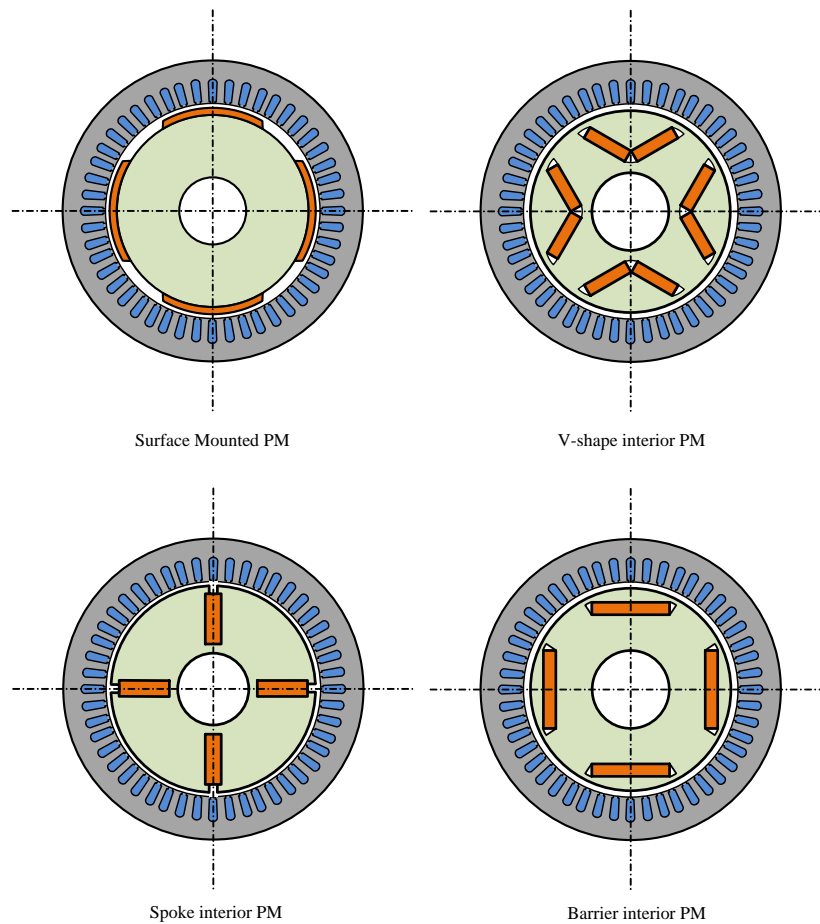 Surface Mounted PM
V-shape interior PM
Spoke interior PM
Barrier interior PM